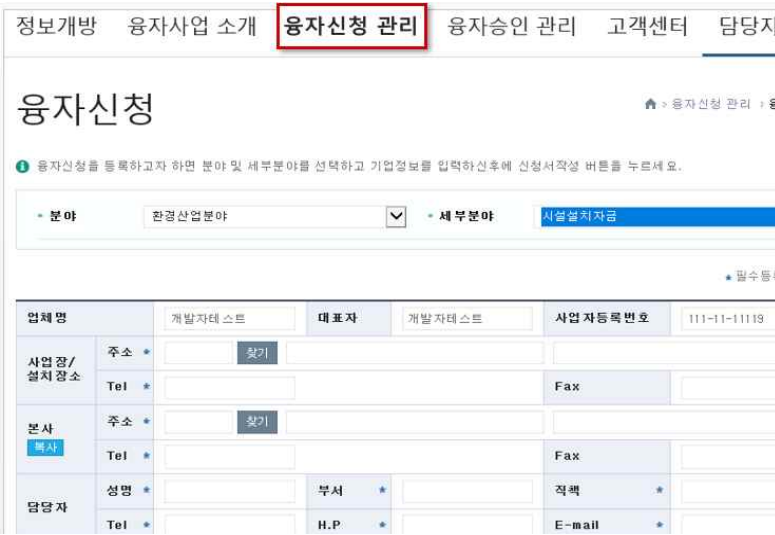 정보개발 융자사업 소개 융자신청 관리 융자승인 관리 고객센터 담당자
융자신청
> 융자신청 관리 >
융자신청을 등록하고자 하면 분야 및 세부분야를 선택하고 기업정보를 입력하신후에 신청서작성 버튼을 누르세요.
• 분야 환경산업분야 • 세부분야 시설설치자금
* 필수등
업체명 개발자테스트 대표자 개발자테스트 사업자등록번호 111-11-11119
사업장/
설치장소
주소 * 찾기
Tel * Fax
본사
복사
주소 * 찾기
Tel * Fax
담당자
성명 * 부서 * 직책 *
Tel * H.P * E-mail *